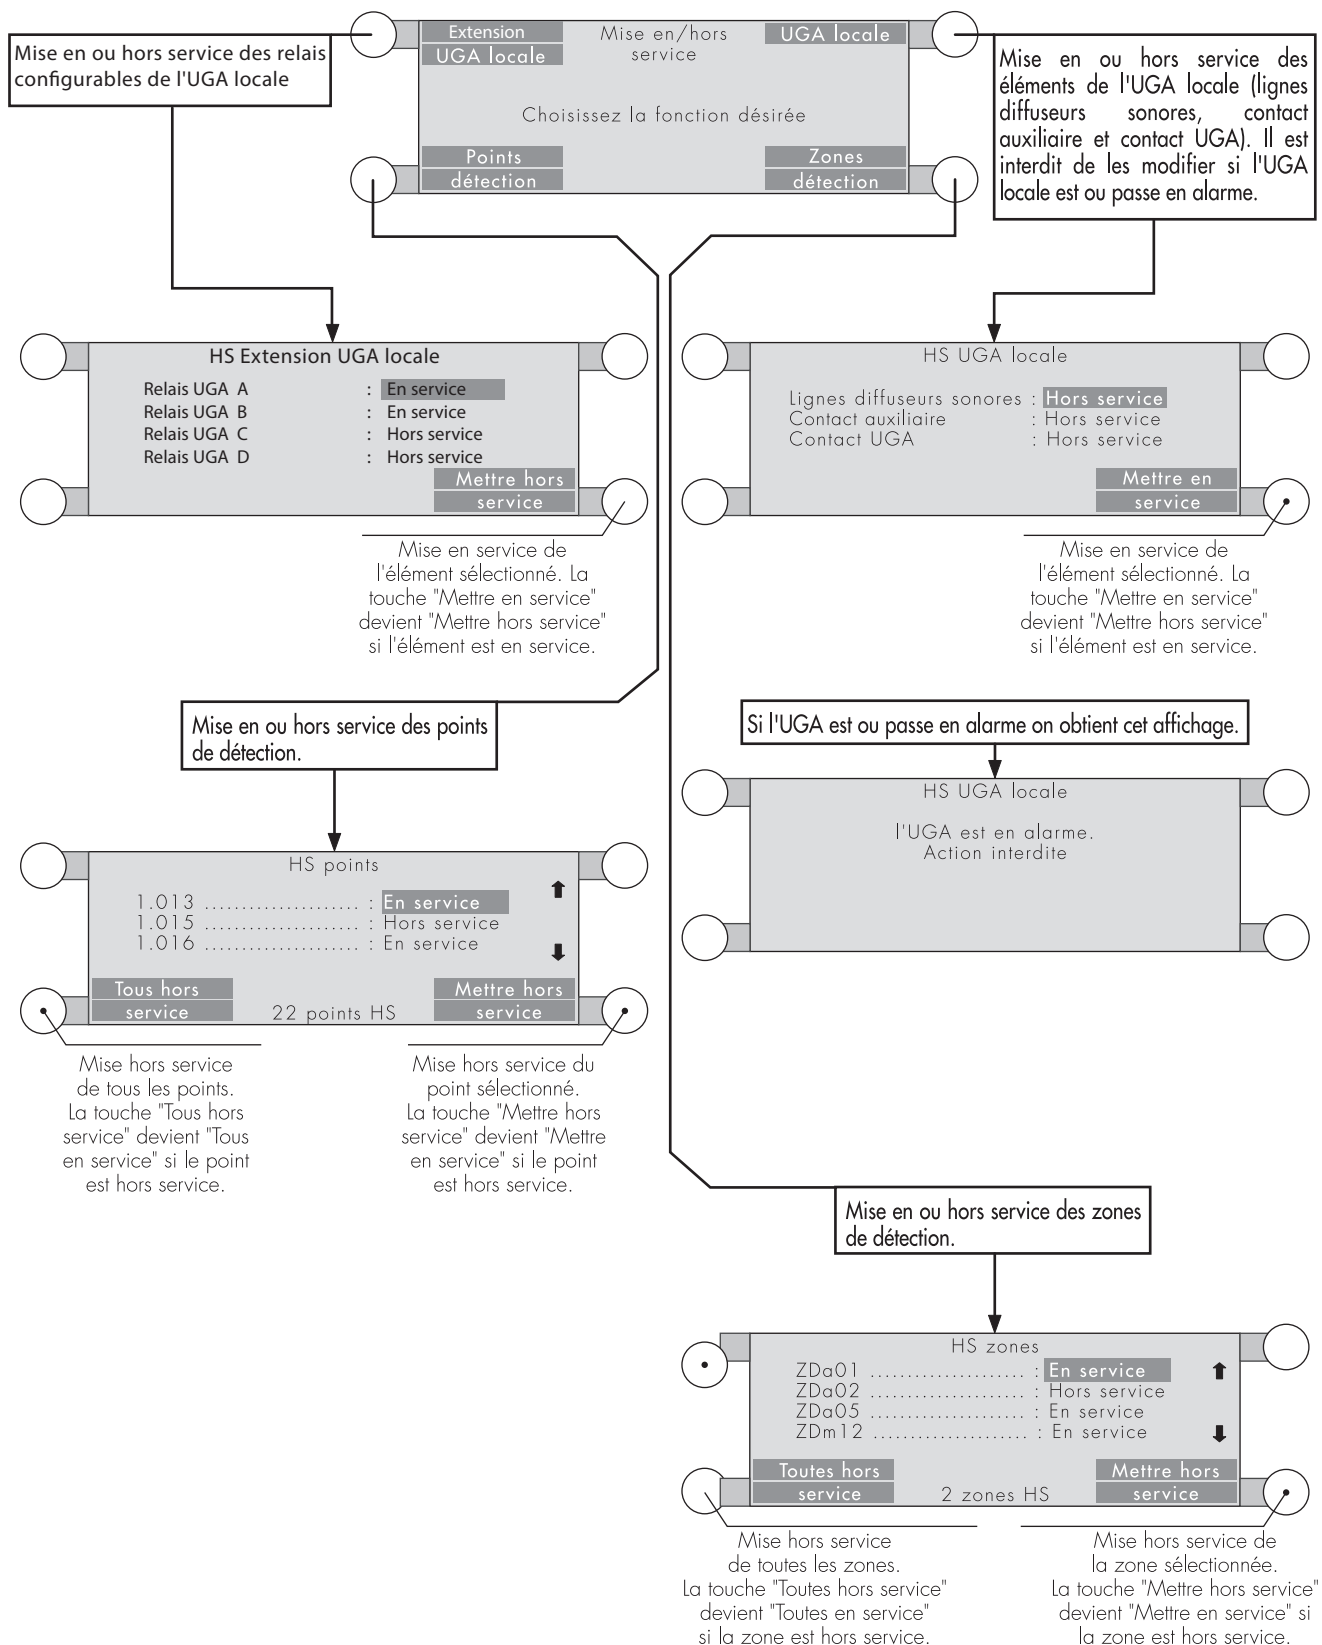 Mise en ou hors service des relais
configurables de l'UGA locale
Extension
UGA locale
Mise en/hors
service
UGA locale
Choisissez la fonction désirée
Points
détection
Zones
détection
Mise en ou hors service des
éléments de l'UGA locale (lignes
diffuseurs sonores, contact
auxiliaire et contact UGA). Il est
interdit de les modifier si l'UGA
locale est ou passe en alarme.
HS Extension UGA locale
Relais UGA A : En service
Relais UGA B : En service
Relais UGA C : Hors service
Relais UGA D : Hors service
Mettre hors
service
Mise en service de
l'élément sélectionné. La
touche "Mettre en service"
devient "Mettre hors service"
si l'élément est en service.
HS UGA locale
Lignes diffuseurs sonores : Hors service
Contact auxiliaire : Hors service
Contact UGA : Hors service
Mettre en
service
Mise en service de
l'élément sélectionné. La
touche "Mettre en service"
devient "Mettre hors service"
si l'élément est en service.
Mise en ou hors service des points
de détection.
Si l'UGA est ou passe en alarme on obtient cet affichage.
HS UGA locale
l'UGA est en alarme.
Action interdite
HS points
1.013 ..................... : En service
1.015 ..................... : Hors service
1.016 ..................... : En service
Tous hors
service
22 points HS
Mettre hors
service
Mise hors service
de tous les points.
La touche "Tous hors
service" devient "Tous
en service" si le point
est hors service.
Mise hors service du
point sélectionné.
La touche "Mettre hors
service" devient "Mettre
en service" si le point
est hors service.
Mise en ou hors service des zones
de détection.
HS zones
ZDa01 ..................... : En service
ZDa02 ..................... : Hors service
ZDa05 ..................... : En service
ZDm12 ..................... : En service
Toutes hors
service
2 zones HS
Mettre hors
service
Mise hors service
de toutes les zones.
La touche "Toutes hors service"
devient "Toutes en service"
si la zone est hors service.
Mise hors service de
la zone sélectionnée.
La touche "Mettre hors service"
devient "Mettre en service" si
la zone est hors service.